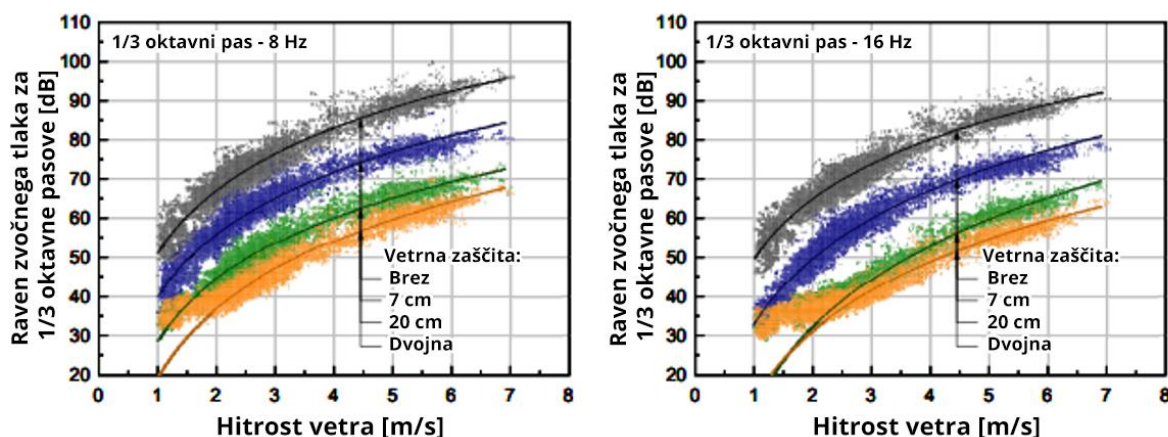 1/3 oktavni pas - 8 Hz
Raven zvočnega tlaka za
1/3 oktavne pasove [dB]
110
100
90
80
70
60
50
40
30
20
Vetrna zaščita:
Brez
7 cm
20 cm
Dvojna
0 1 2 3 4 5 6 7 8
Hitrost vetra [m/s]
1/3 oktavni pas - 16 Hz
Raven zvočnega tlaka za
1/3 oktavne pasove [dB]
110
100
90
80
70
60
50
40
30
20
Vetrna zaščita:
Brez
7 cm
20 cm
Dvojna
0 1 2 3 4 5 6 7 8
Hitrost vetra [m/s]